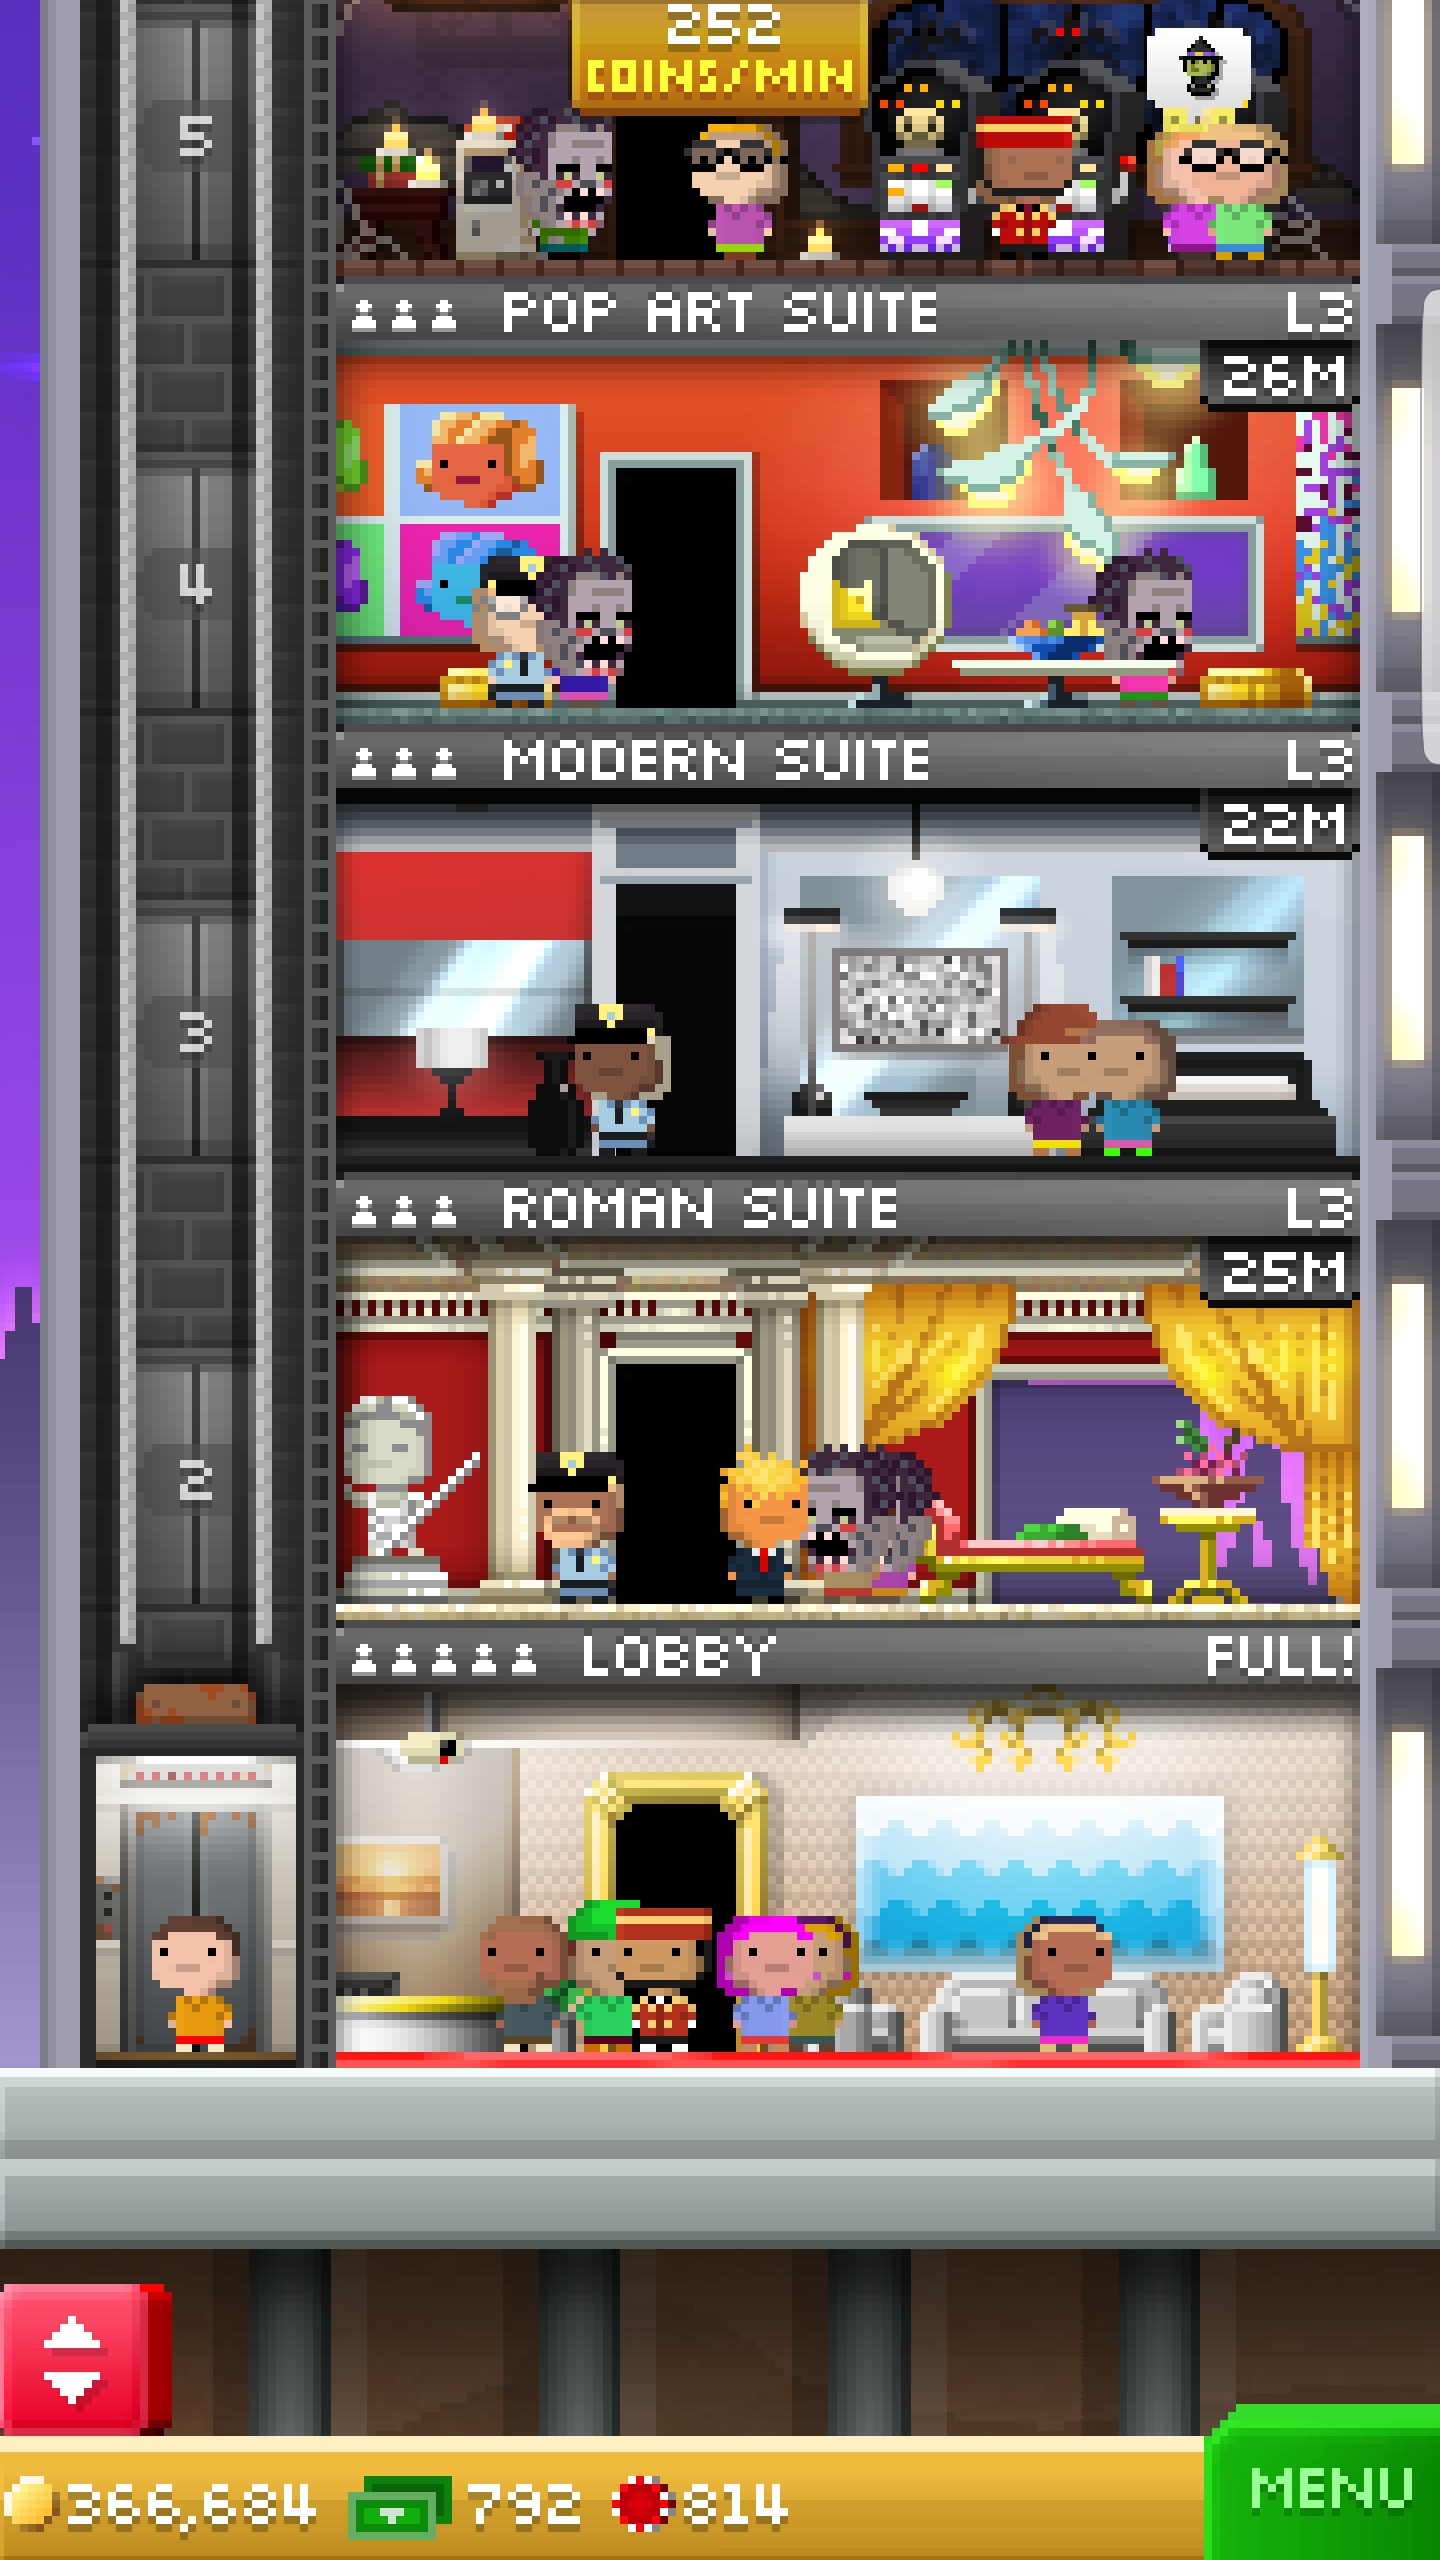 252
COINS/MIN
5
POP ART SUITE L3
26M
4
MODERN SUITE L3
22M
3
ROMAN SUITE L3
25M
2
LOBBY FULL!
366,684 792 814
MENU